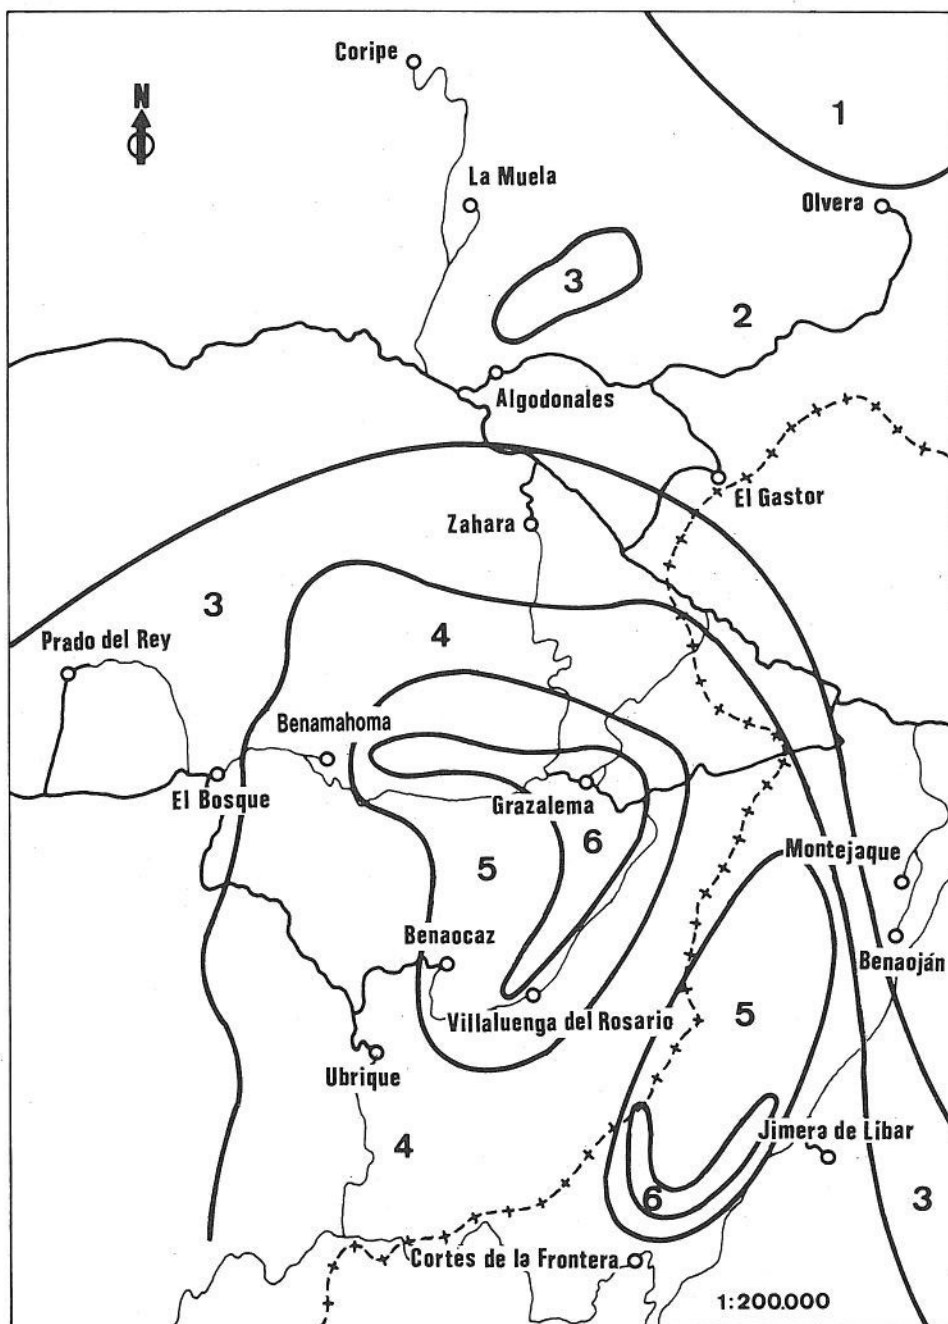 Coripe
N
1
La Muela
Olvera
3
2
Algodonales
El Gastor
Zahara
3
4
Prado del Rey
Benamahoma
El Bosque
Grazalema
6
Montejaque
5
Benaocaz
Benaoján
Villaluenga del Rosario
5
Ubrique
Jimera de Líbar
4
6
3
Cortes de la Frontera
1:200.000